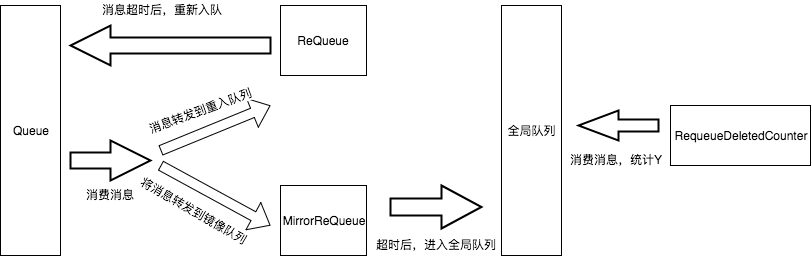 消息超时后，重新入队
ReQueue
Queue
消息转发到重入队列
全局队列
RequeueDeletedCounter
消费消息，统计Y
消费消息
将消息转发到镜像队列
MirrorReQueue
超时后，进入全局队列